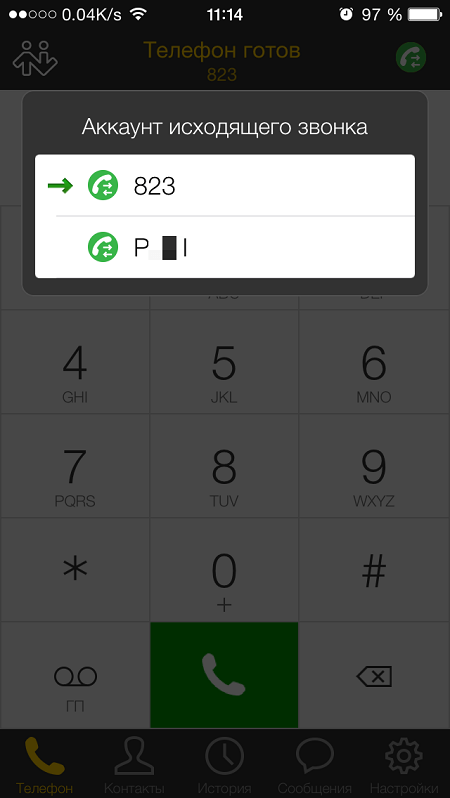 0.04K/s 11:14 97 %
Телефон готов
823
Аккаунт исходящего звонка
823
4 5 6
GHI JKL MNO
7 8 9
PQRS TUV WXYZ
* 0 #
+
ГП
Телефон Контакты История Сообщения Настройки